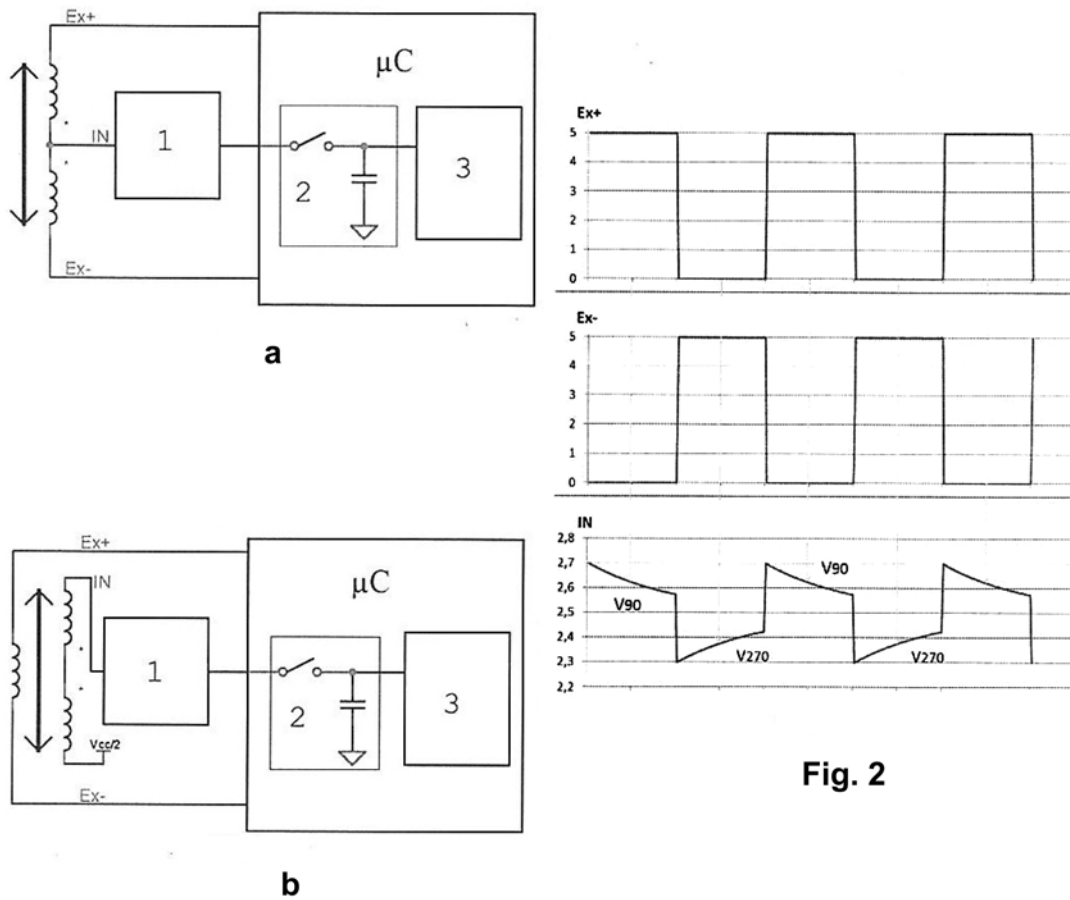 Ex+
µC
IN
1
2
3
Ex-
a
Ex+
IN
µC
1
2
3
Vcc/2
Ex-
b
Ex+
5
4
3
2
1
0
Ex-
5
4
3
2
1
0
IN
2,8
2,7
2,6
2,5
2,4
2,3
2,2
V90
V90
V270
V270
Fig. 2